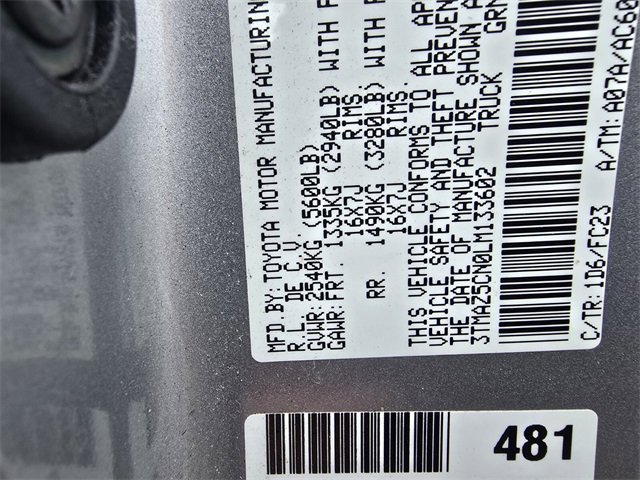 MFD.BY:TOYOTA MOTOR MANUFACTURIN
R.L. DE C.V.
GVWR:2540KG (5600LB)
GAWR:FRT. 1335KG (2940LB) WITH P
16X7J RIMS,
RR. 1490KG (3280LB) WITH P
16X7J RIMS,
THIS VEHICLE CONFORMS TO ALL AP
VEHICLE SAFETY AND THEFT PREVEN
THE DATE OF MANUFACTURE SHOWN A
3TMAZ5CN0LM133602 TRUCK GRN
C/TR:1D6/FC23 A/TM:A07A/AC60
481